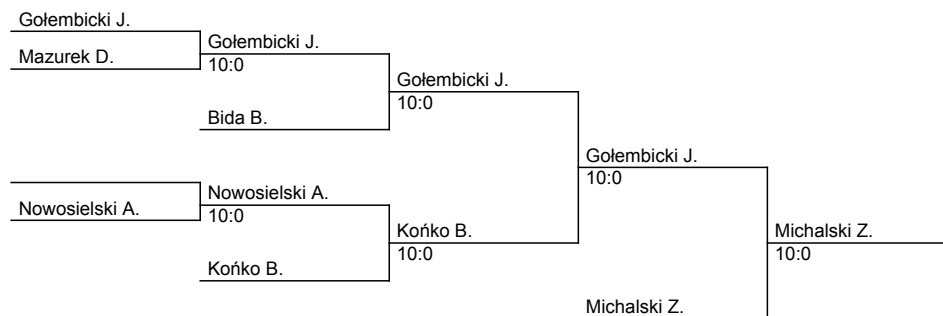 Gołembicki J.
Mazurek D.
Gołembicki J.
10:0
Bida B.
Gołembicki J.
10:0
Nowosielski A.
Nowosielski A.
10:0
Końko B.
Końko B.
10:0
Gołembicki J.
10:0
Michalski Z.
Michalski Z.
10:0